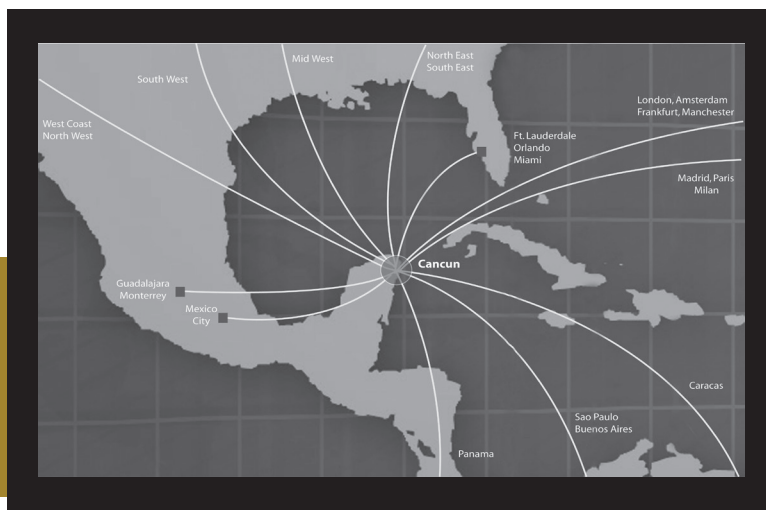 North East
South East
Mid West
South West
West Coast
North West
London, Amsterdam
Frankfurt, Manchester
Ft. Lauderdale
Orlando
Miami
Madrid, Paris
Milan
Cancun
Guadalajara
Monterrey
Mexico
City
Caracas
Sao Paulo
Buenos Aires
Panama